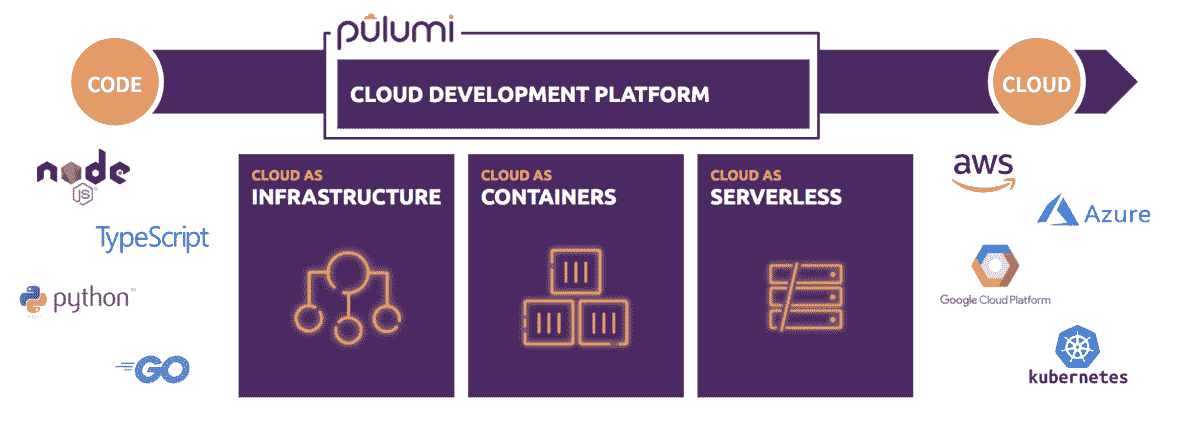 pulumi
CODE
CLOUD DEVELOPMENT PLATFORM
CLOUD
node
JS
TypeScript
python™
GO
CLOUD AS
INFRASTRUCTURE
CLOUD AS
CONTAINERS
CLOUD AS
SERVERLESS
aws
Azure
Google Cloud Platform
kubernetes